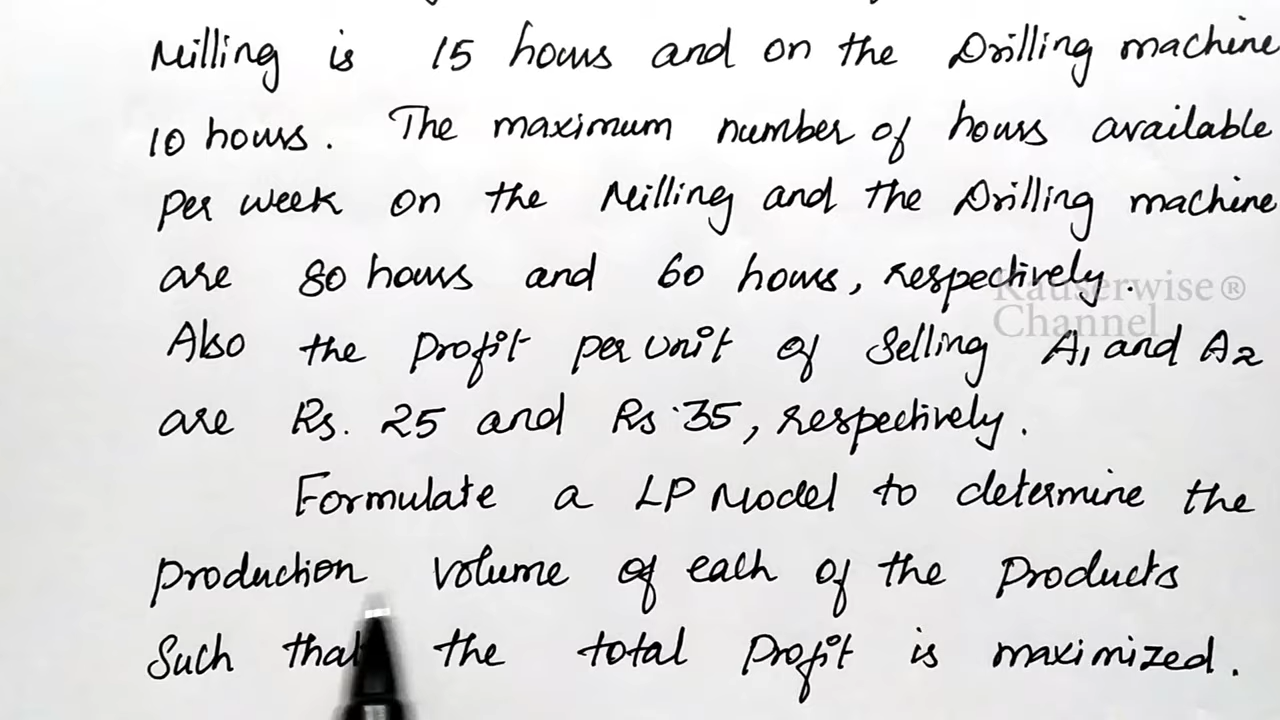 Milling is 15 hours and on the Drilling machine
10 hours. The maximum number of hours available
per week on the Milling and the Drilling machine
are 80 hours and 60 hours, respectively.
Kauserwise ®
Channel
Also the profit per unit of selling A1 and A2
are Rs. 25 and Rs. 35, respectively.
Formulate a LP Model to determine the
production volume of each of the products
Such that the total profit is maximized.